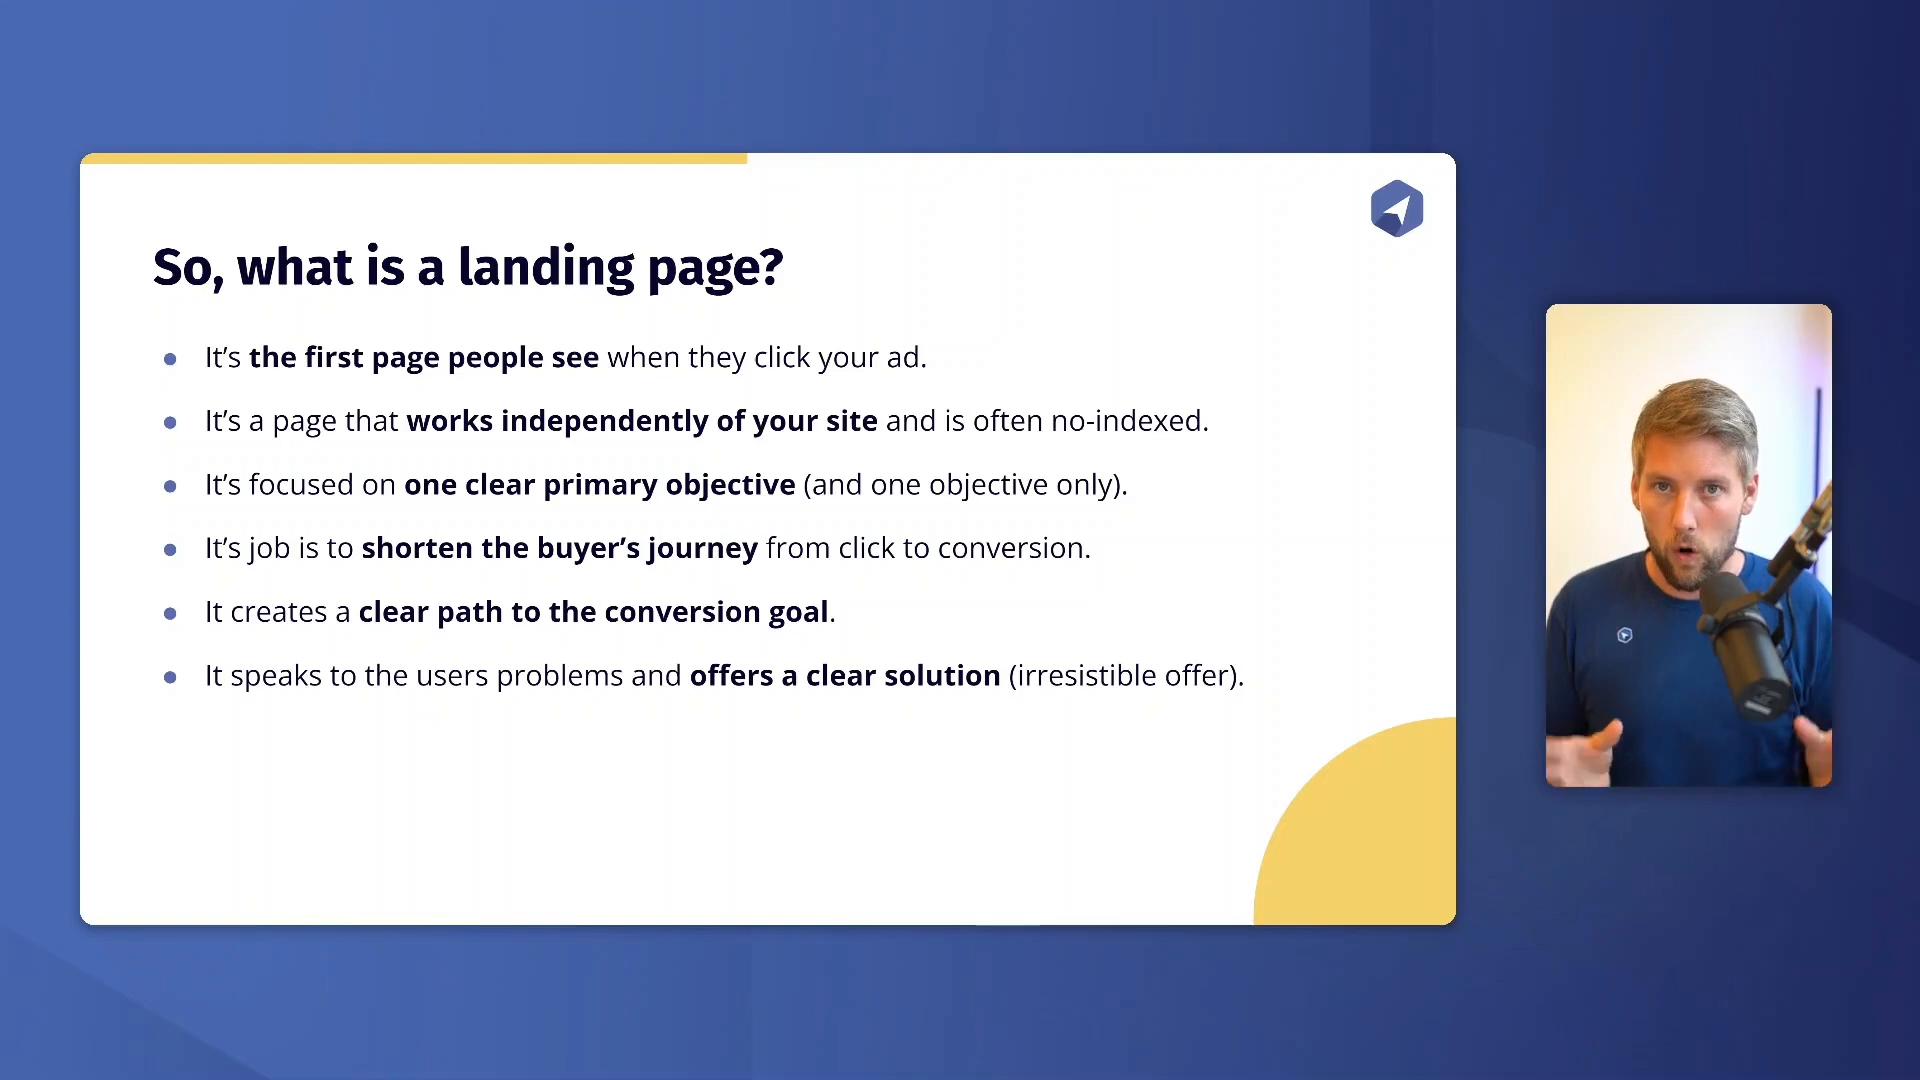 So, what is a landing page?
It’s the first page people see when they click your ad.
It’s a page that works independently of your site and is often no-indexed.
It’s focused on one clear primary objective (and one objective only).
It’s job is to shorten the buyer’s journey from click to conversion.
It creates a clear path to the conversion goal.
It speaks to the users problems and offers a clear solution (irresistible offer).